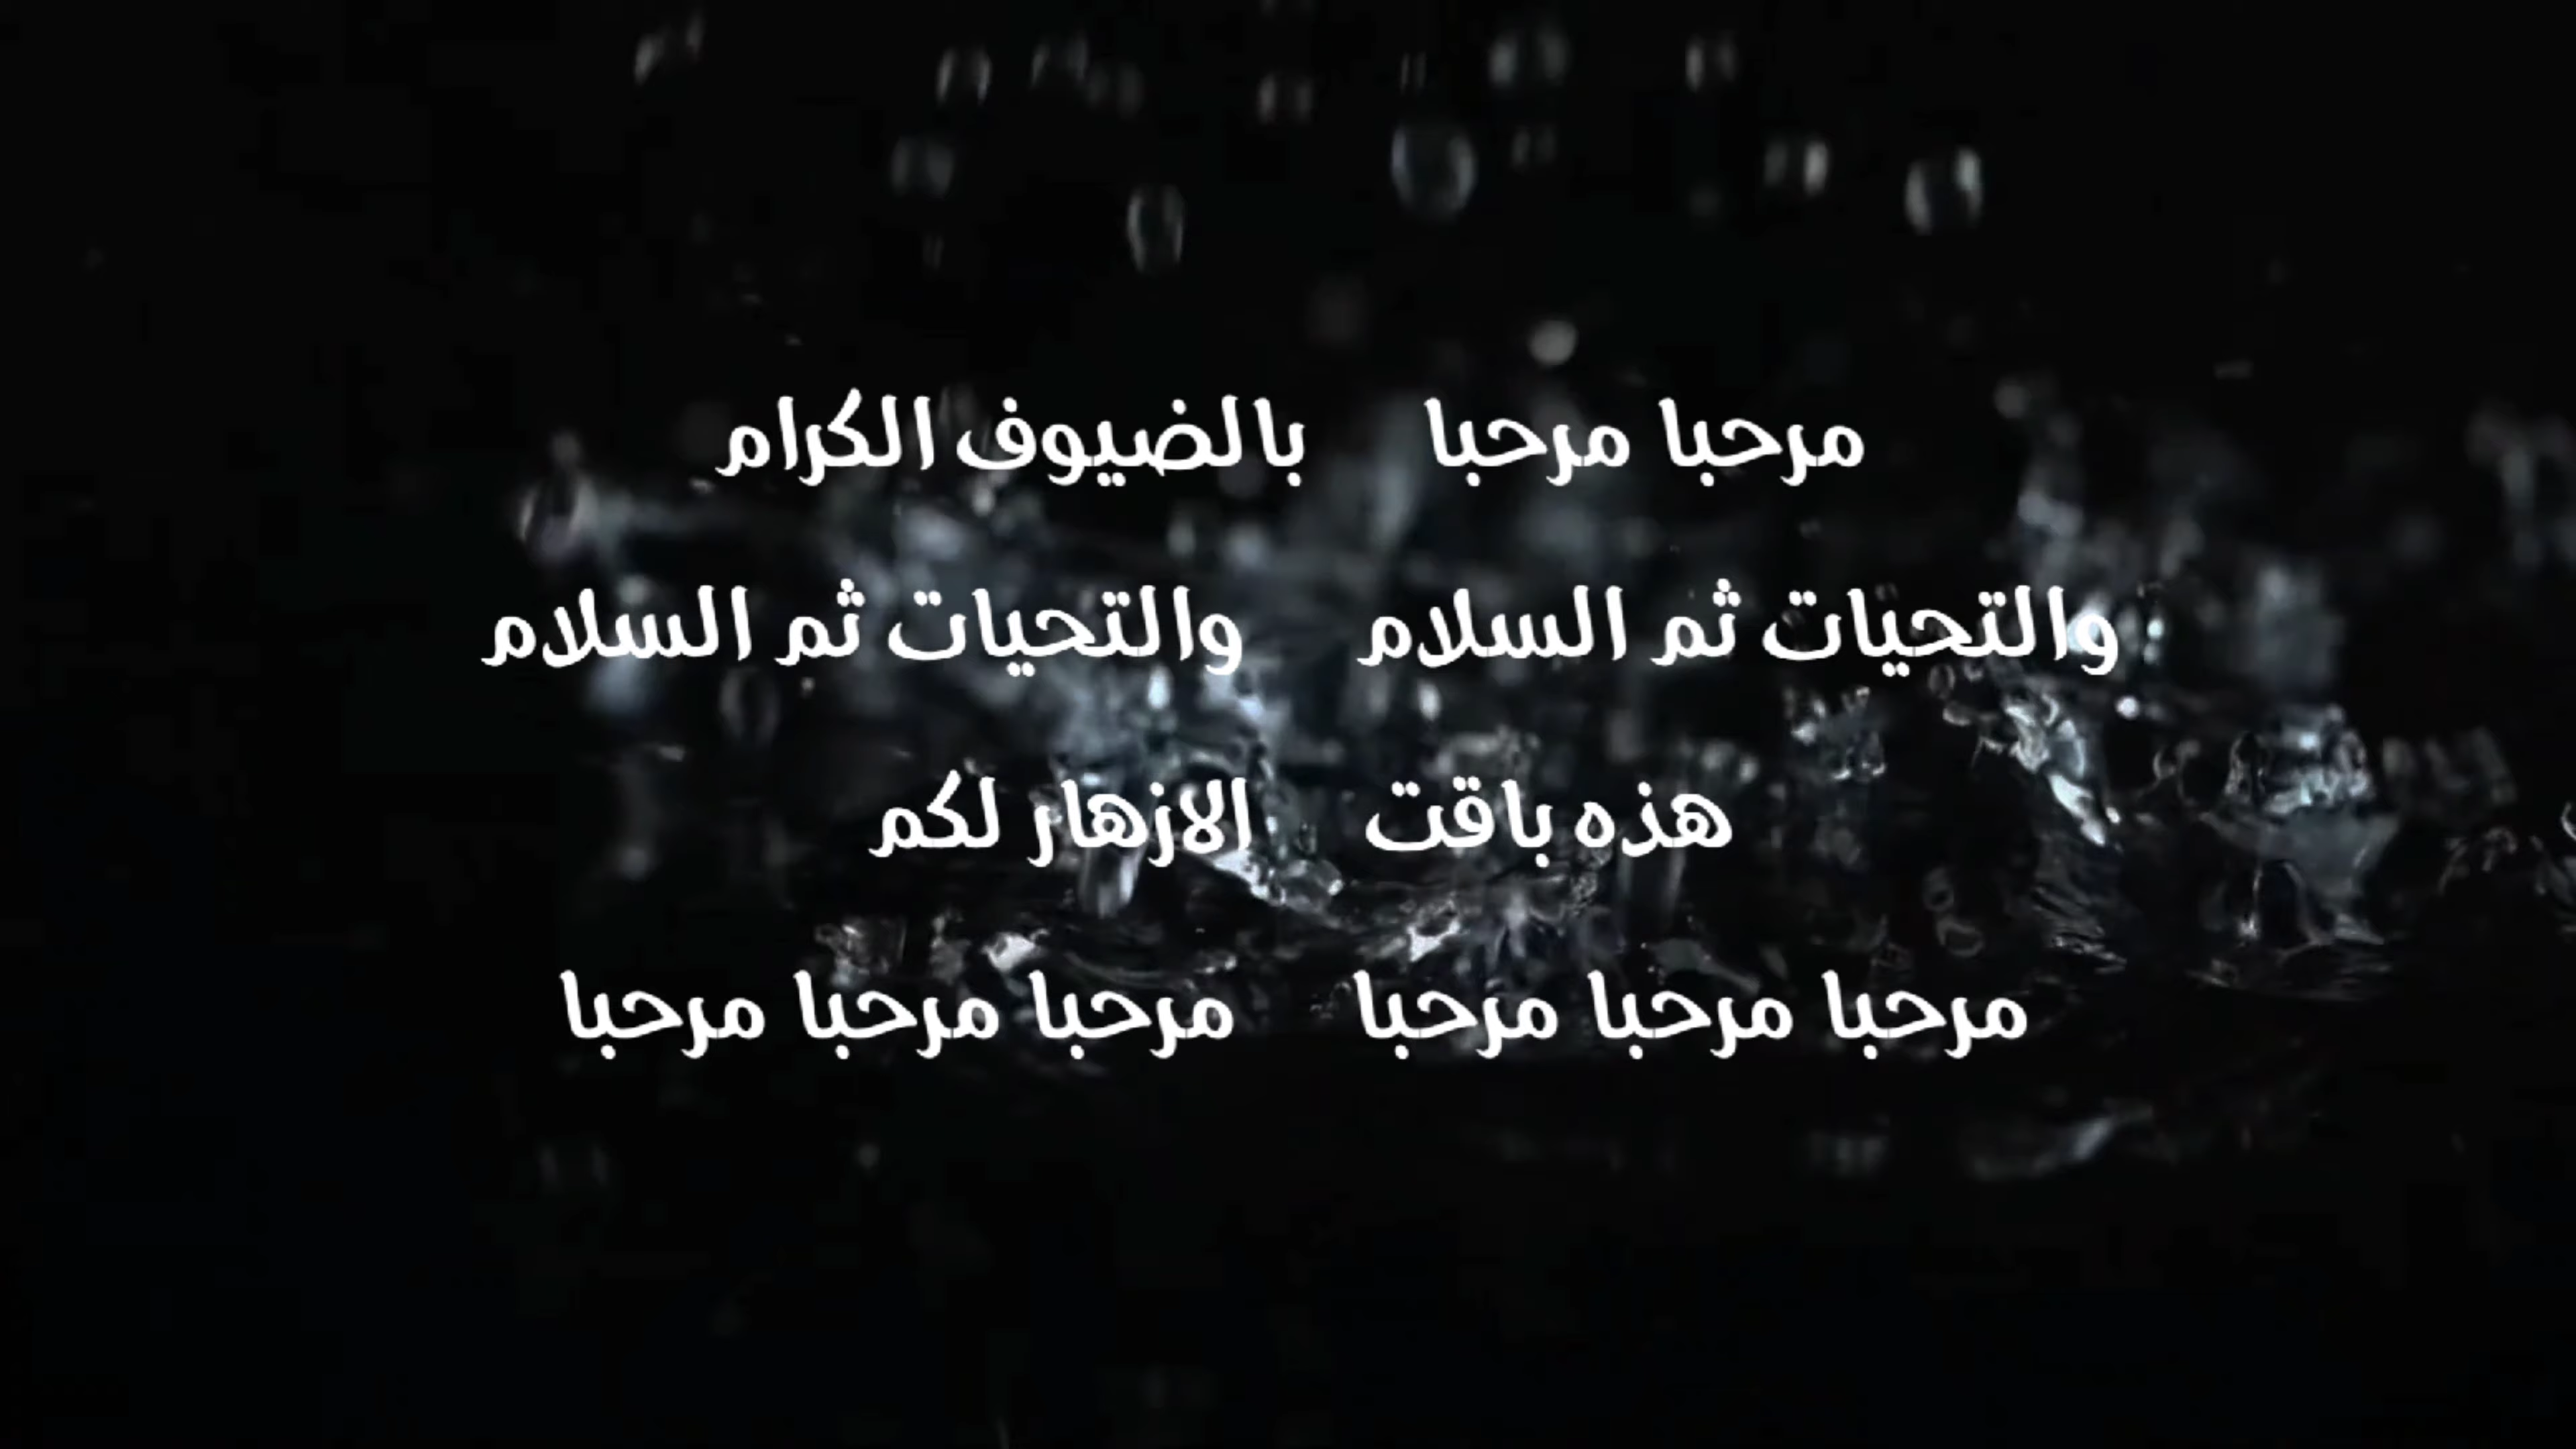 مرحبا مرحبا بالضيوف الكرام
والتحيات ثم السلام والتحيات ثم السلام
هذه باقت الازهار لكم
مرحبا مرحبا مرحبا مرحبا مرحبا مرحبا